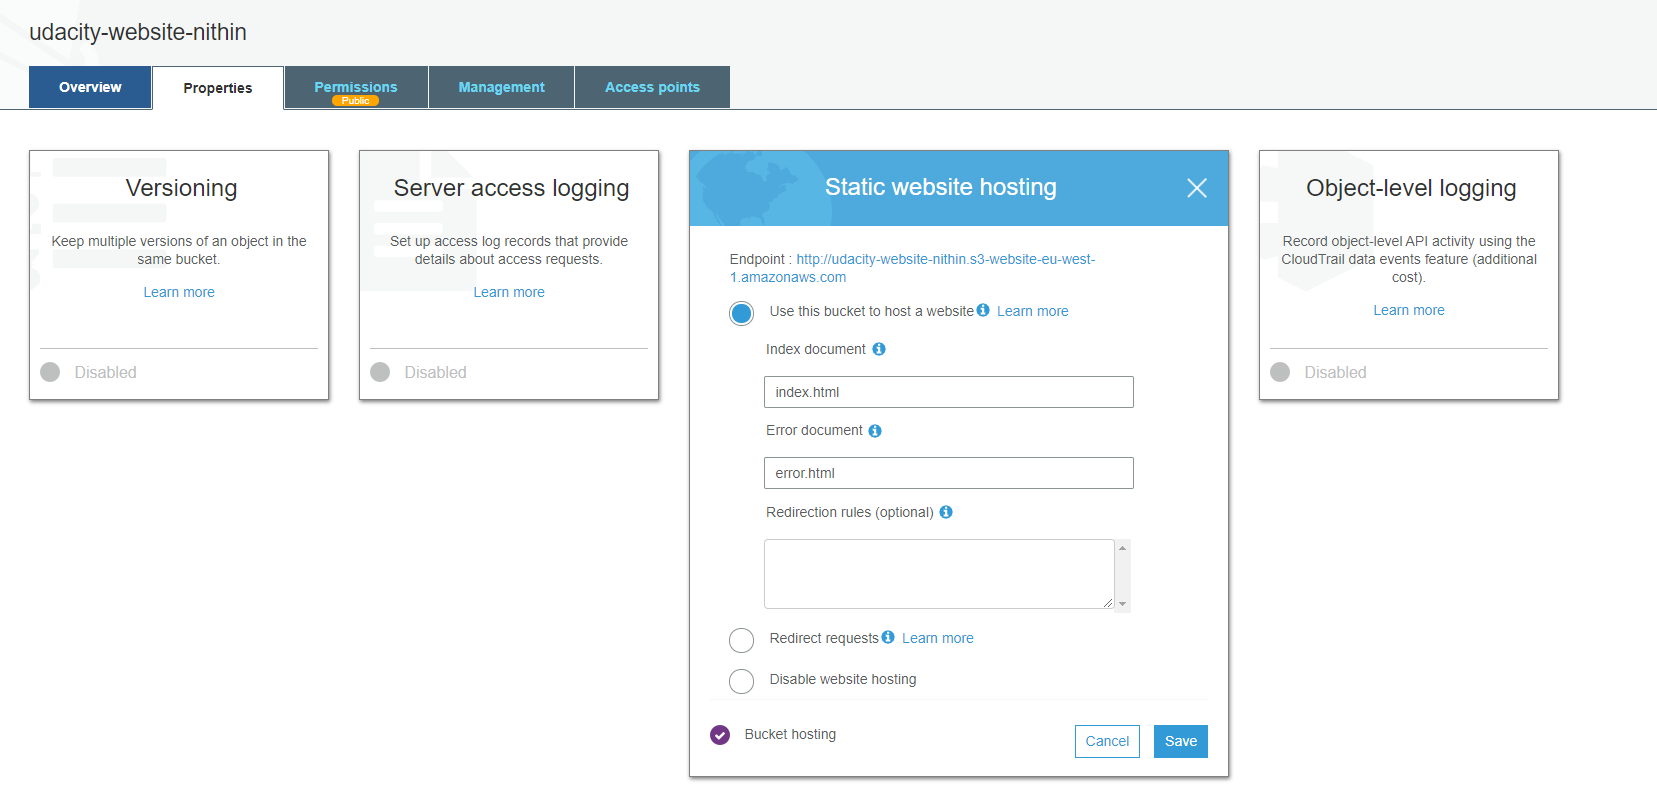 udacity-website-nithin
Overview
Properties
Permissions
Public
Management
Access points
Versioning
Keep multiple versions of an object in the
same bucket.
Learn more
Disabled
Server access logging
Set up access log records that provide
details about access requests.
Learn more
Disabled
Static website hosting
Endpoint : http://udacity-website-nithin.s3-website-eu-west-
1.amazonaws.com
Use this bucket to host a website Learn more
Index document
index.html
Error document
error.html
Redirection rules (optional)
Redirect requests Learn more
Disable website hosting
Bucket hosting
Cancel
Save
Object-level logging
Record object-level API activity using the
CloudTrail data events feature (additional
cost).
Learn more
Disabled